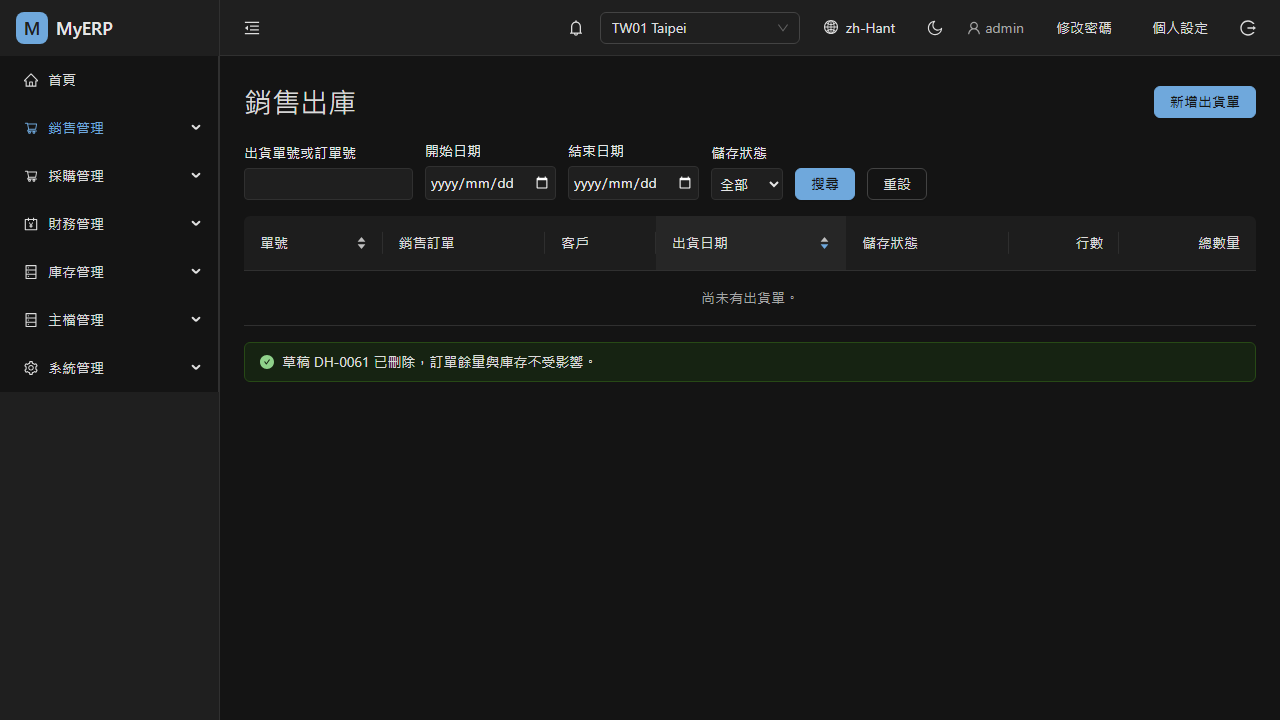 M MyERP
TW01 Taipei
zh-Hant
admin
修改密碼
個人設定
首頁
銷售管理
採購管理
財務管理
庫存管理
主檔管理
系統管理
銷售出庫
新增出貨單
出貨單號或訂單號
開始日期
結束日期
儲存狀態
yyyy/mm/dd
yyyy/mm/dd
全部
搜尋
重設
單號 銷售訂單 客戶 出貨日期 儲存狀態 行數 總數量
尚未有出貨單。
草稿 DH-0061 已刪除，訂單餘量與庫存不受影響。